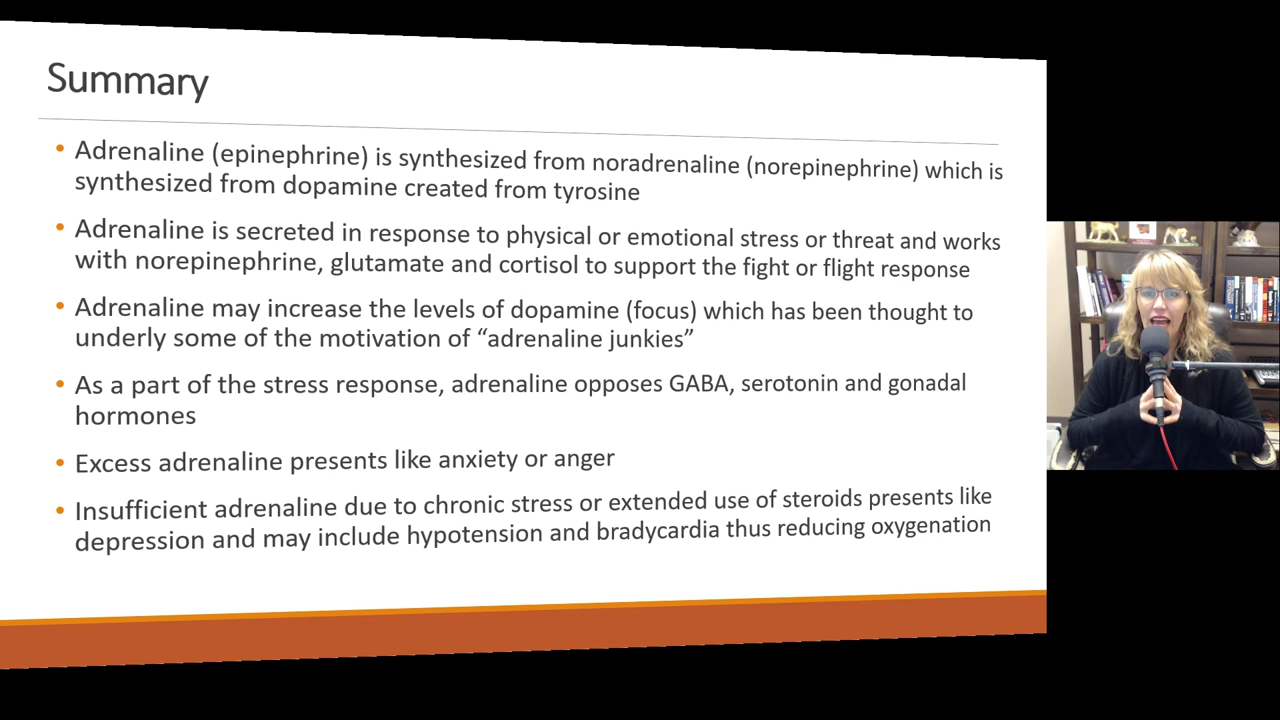 Summary
• Adrenaline (epinephrine) is synthesized from noradrenaline (norepinephrine) which is
synthesized from dopamine created from tyrosine
• Adrenaline is secreted in response to physical or emotional stress or threat and works
with norepinephrine, glutamate and cortisol to support the fight or flight response
• Adrenaline may increase the levels of dopamine (focus) which has been thought to
underly some of the motivation of “adrenaline junkies”
• As a part of the stress response, adrenaline opposes GABA, serotonin and gonadal
hormones
• Excess adrenaline presents like anxiety or anger
• Insufficient adrenaline due to chronic stress or extended use of steroids presents like
depression and may include hypotension and bradycardia thus reducing oxygenation